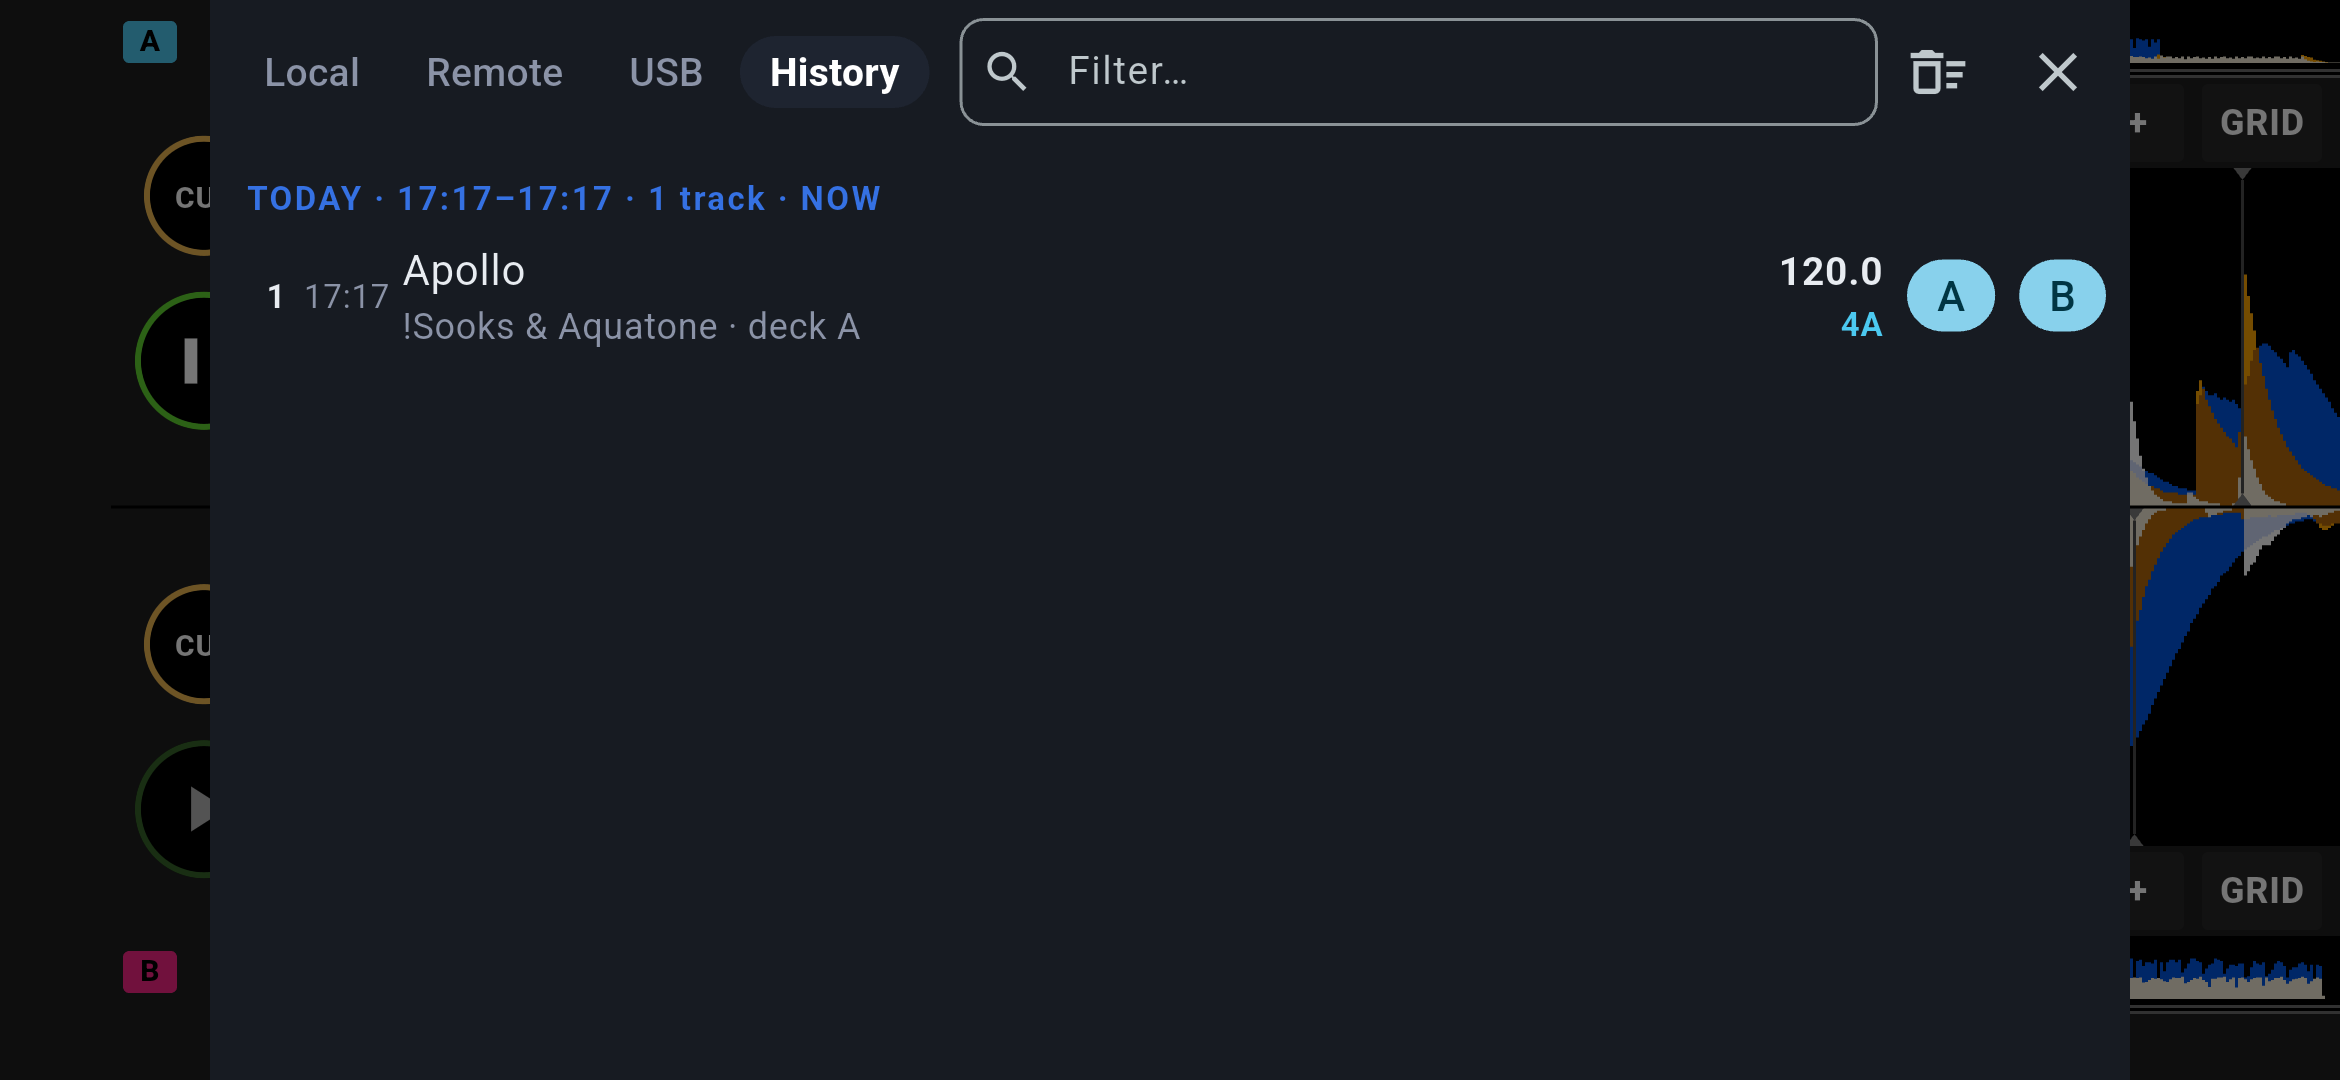 A
Local Remote USB History Filter…
+ GRID
TODAY · 17:17–17:17 · 1 track · NOW
CU
1 17:17 Apollo 120.0 A B
!Sooks & Aquatone · deck A 4A
CU
+ GRID
B